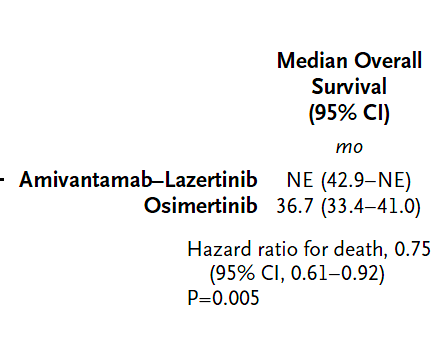 Median Overall
Survival
(95% CI)
mo
Amivantamab–Lazertinib NE (42.9–NE)
Osimertinib 36.7 (33.4–41.0)
Hazard ratio for death, 0.75
(95% CI, 0.61–0.92)
P=0.005